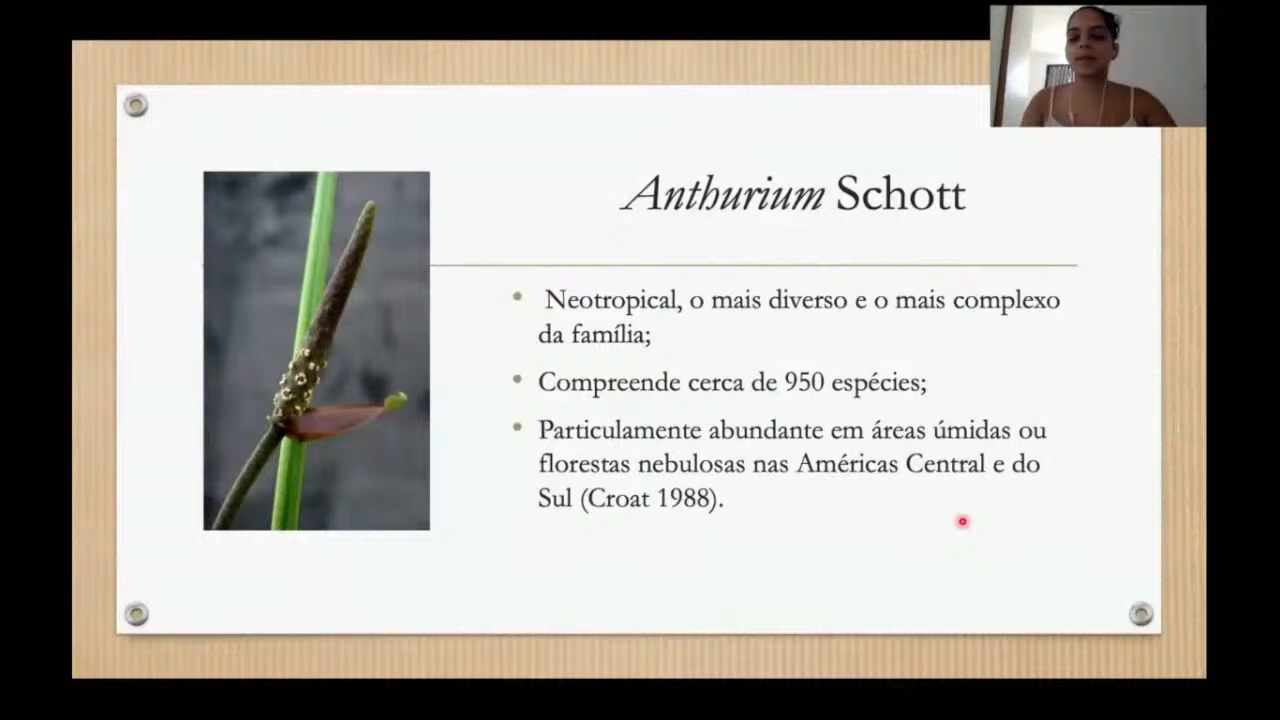 Anthurium Schott
• Neotropical, o mais diverso e o mais complexo
da família;
• Compreende cerca de 950 espécies;
• Particulamente abundante em áreas úmidas ou
florestas nebulosas nas Américas Central e do
Sul (Croat 1988).